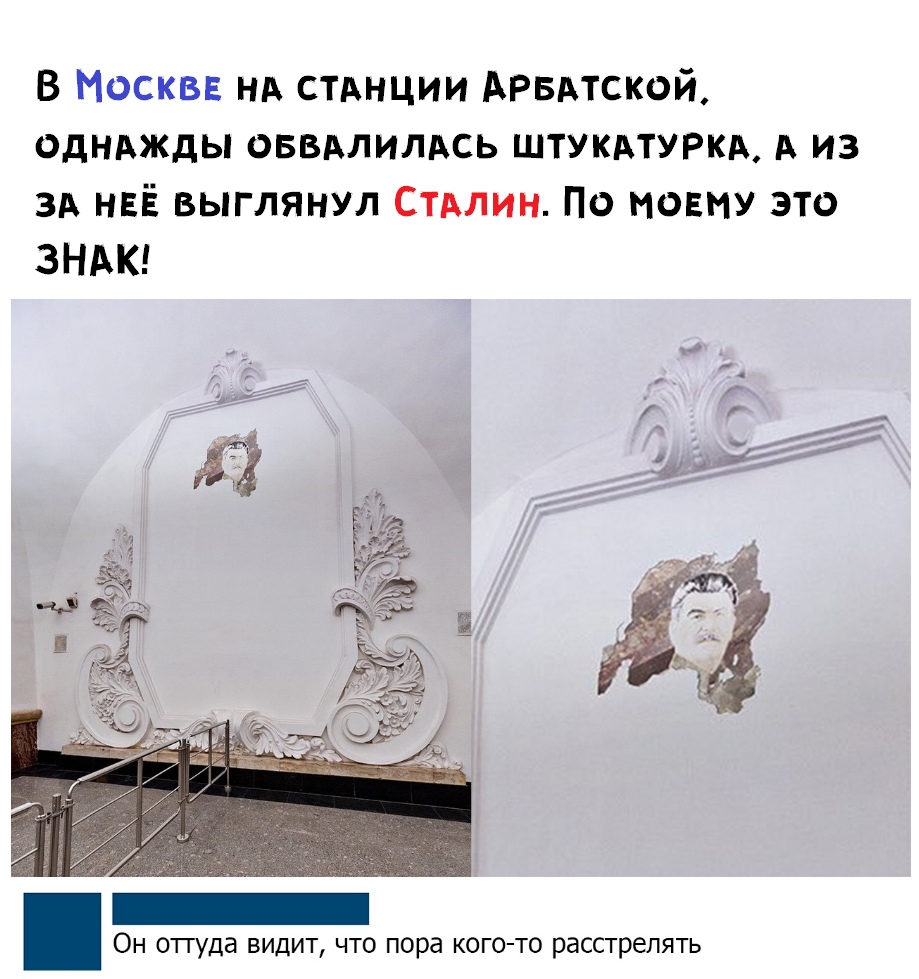 В Москве на станции Арбатской,
однажды обвалилась штукатурка, а из
за неё выглянул Сталин. По моему это
ЗНАК!
Он оттуда видит, что пора кого-то расстрелять